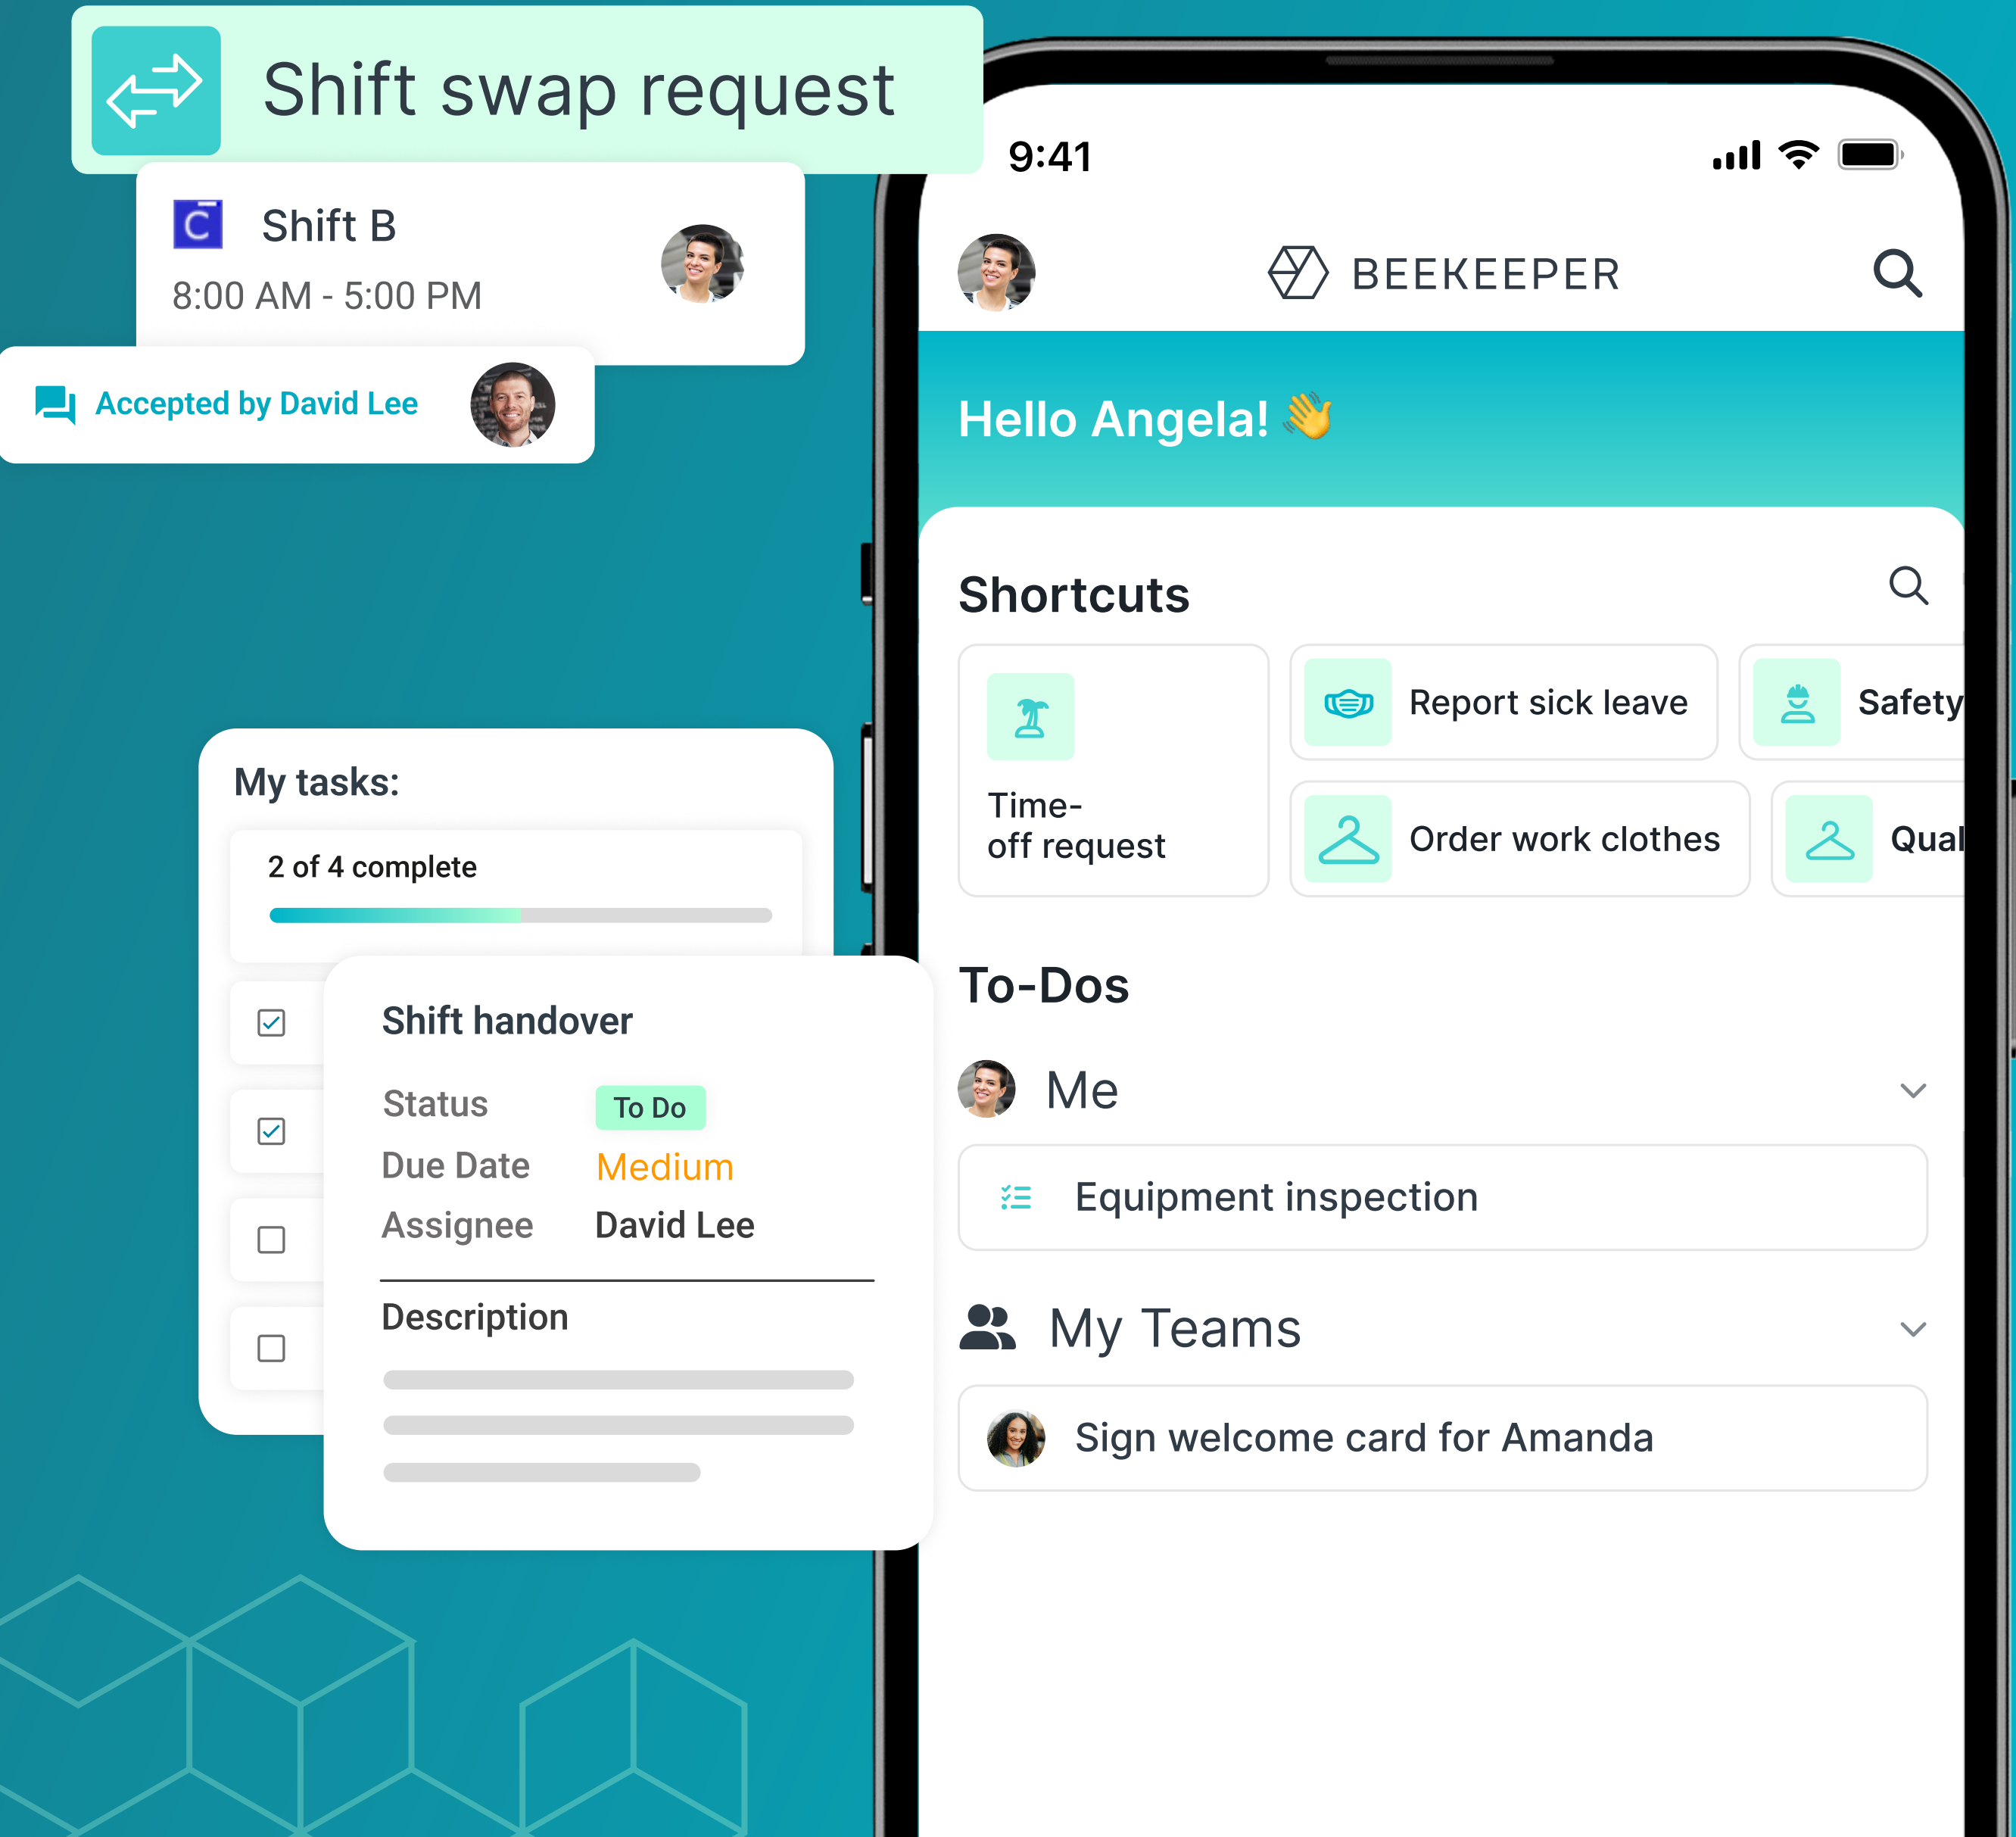 Shift swap request
Shift B
8:00 AM - 5:00 PM
Accepted by David Lee
My tasks:
2 of 4 complete
Shift handover
Status To Do
Due Date Medium
Assignee David Lee
Description
9:41
BEEKEEPER
Hello Angela! 👋
Shortcuts
Time-
off request
Report sick leave
Safety
Order work clothes
Qual
To-Dos
Me
Equipment inspection
My Teams
Sign welcome card for Amanda